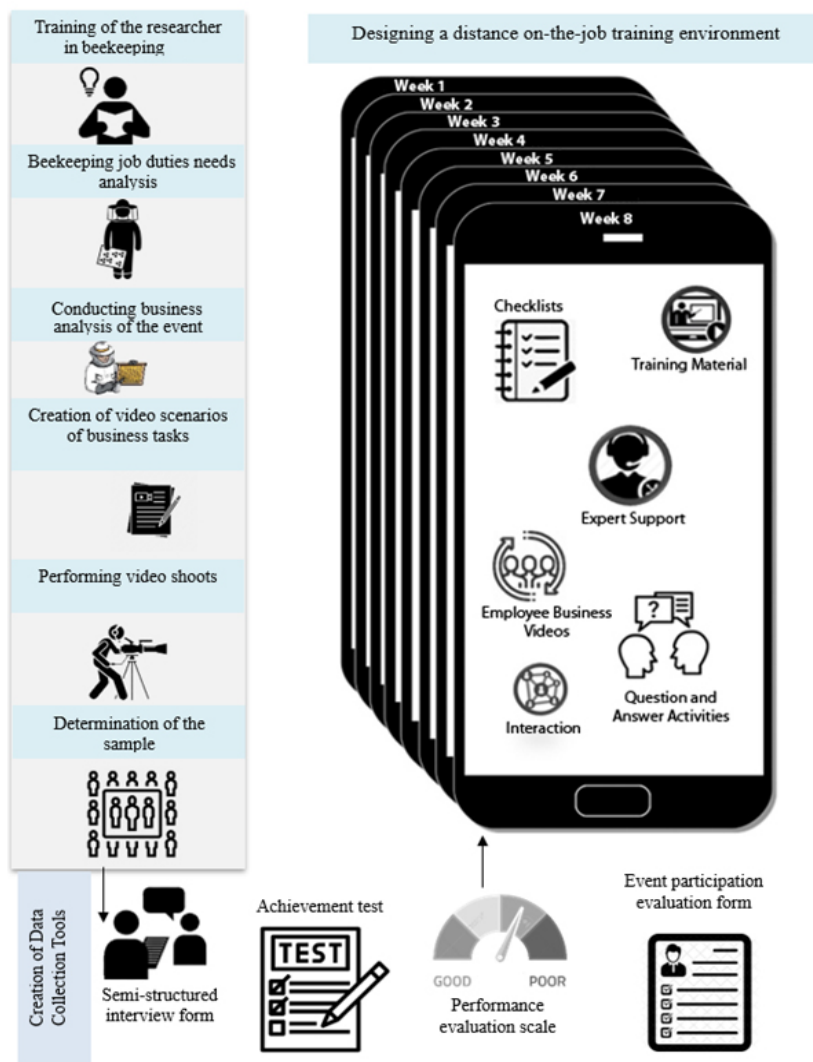 Training of the researcher
in beekeeping
Beekeeping job duties needs
analysis
Conducting business
analysis of the event
Creation of video scenarios
of business tasks
Performing video shoots
Determination of the
sample
Designing a distance on-the-job training environment
Week 1
Week 2
Week 3
Week 4
Week 5
Week 6
Week 7
Week 8
Checklists
Training Material
Expert Support
Employee Business
Videos
?
Question and
Answer Activities
Interaction
Creation of Data
Collection Tools
Semi-structured
interview form
Achievement test
TEST
GOOD POOR
Performance
evaluation scale
Event participation
evaluation form